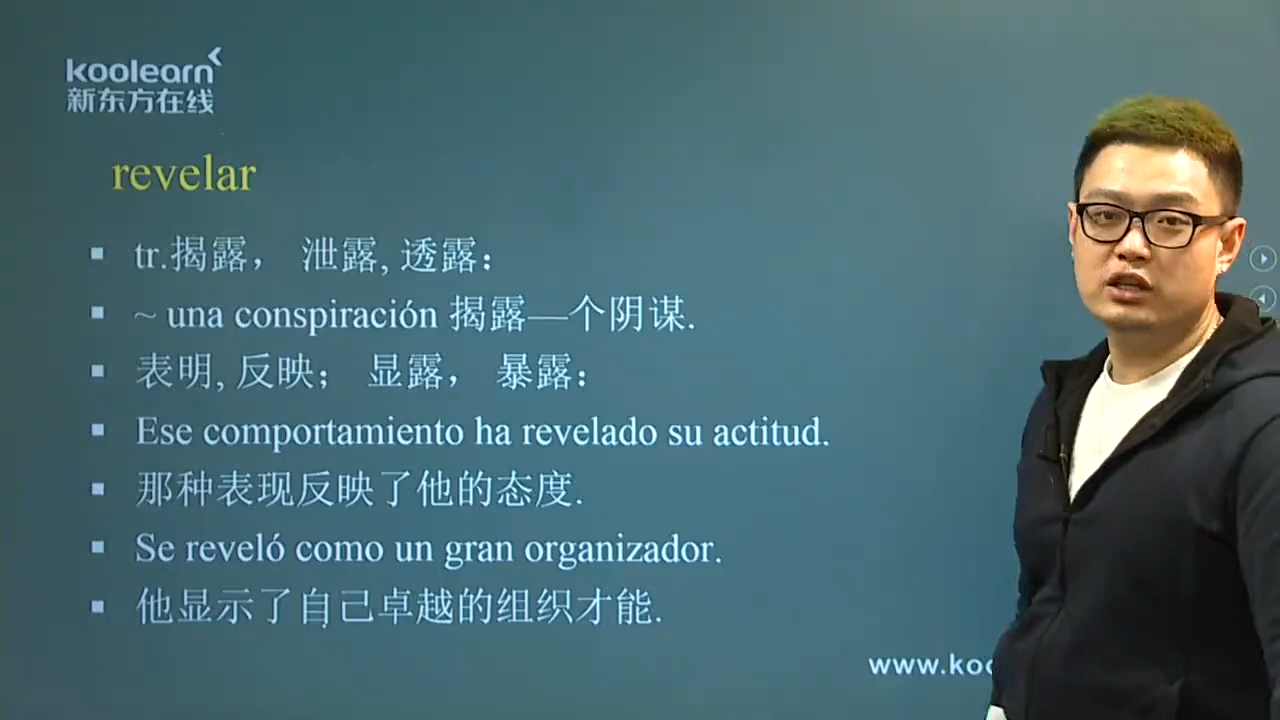 koolearn
新东方在线
revelar
tr.揭露， 泄露, 透露：
~ una conspiración 揭露一个阴谋.
表明, 反映； 显露， 暴露：
Ese comportamiento ha revelado su actitud.
那种表现反映了他的态度.
Se reveló como un gran organizador.
他显示了自己卓越的组织才能.
www.koo